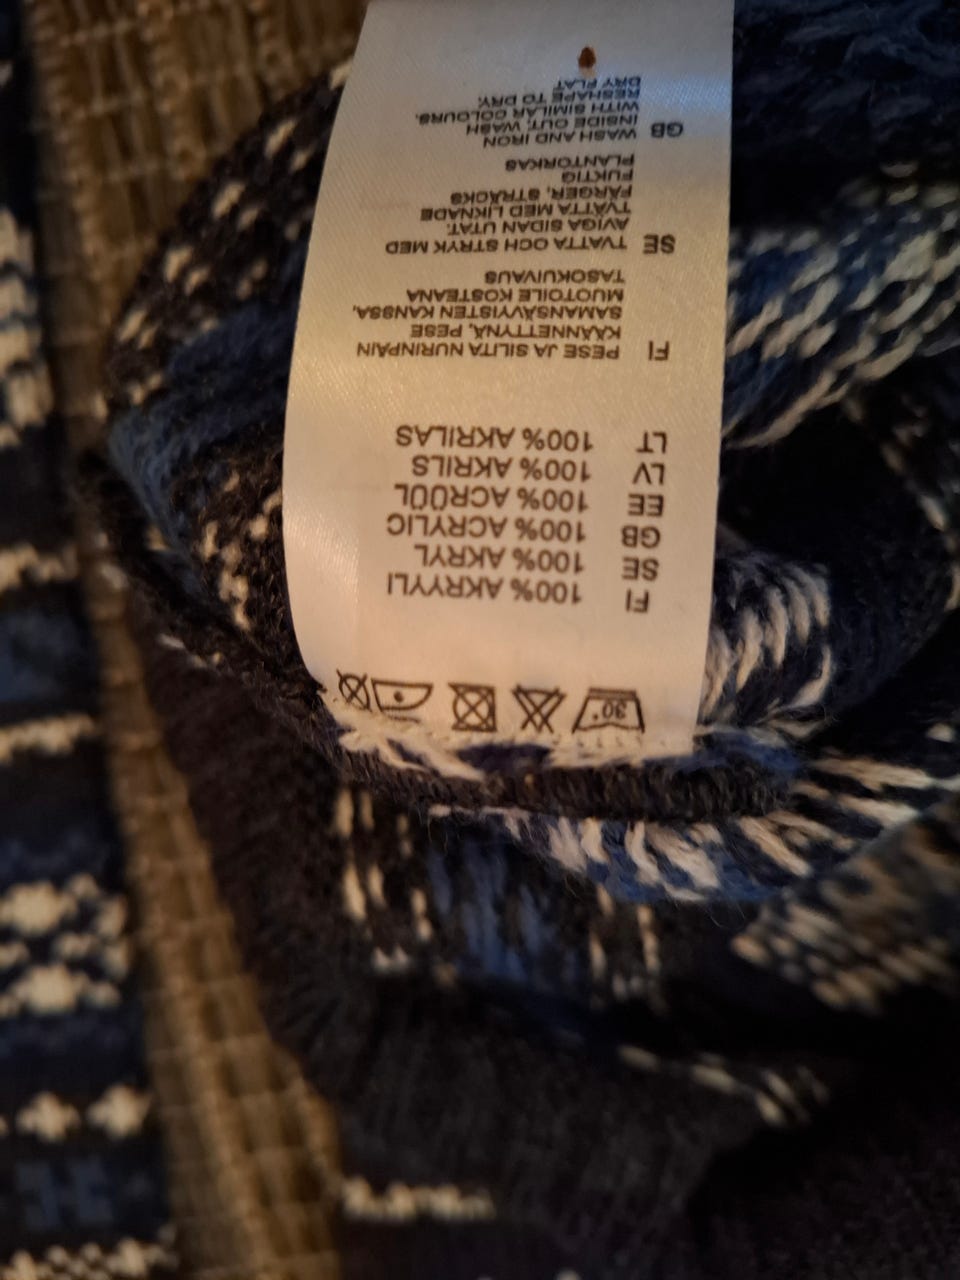 30°
FI 100% AKRYYLI
SE 100% AKRYL
GB 100% ACRYLIC
EE 100% ACRÜÜL
LV 100% AKRILS
LT 100% AKRILAS
FI PESE JA SILITA NURINPAIN
KÄÄNNETTYNÄ, PESE
SAMANSÄVYISTEN KANSSA,
MUOTOILE KOSTEANA
TASOKUIVAUS
SE TVÄTTA OCH STRYK MED
AVIGA SIDAN UTÅT.
TVÄTTA MED LIKNADE
FÄRGER, STRÄCKS
FUKTIG
PLANTORKAS
GB WASH AND IRON
INSIDE OUT, WASH
WITH SIMILAR COLOURS.
RESHAPE TO DRY.
DRY FLAT